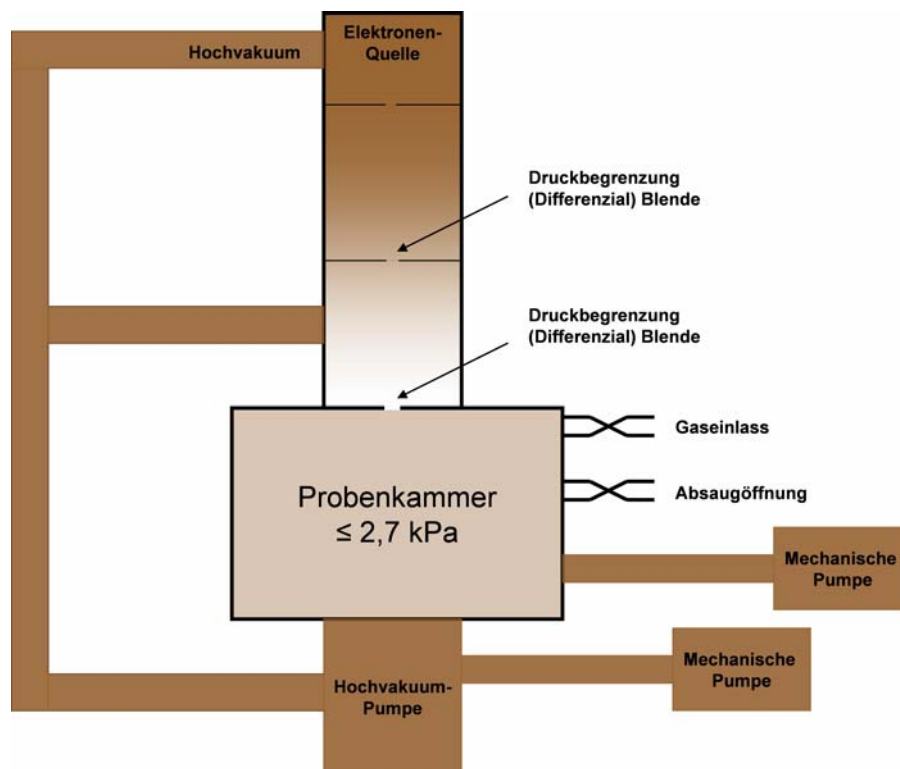 Elektronen-
Quelle
Hochvakuum
Druckbegrenzung
(Differenzial) Blende
Druckbegrenzung
(Differenzial) Blende
Gaseinlass
Probenkammer
≤ 2,7 kPa
Absaugöffnung
Mechanische
Pumpe
Mechanische
Pumpe
Hochvakuum-
Pumpe